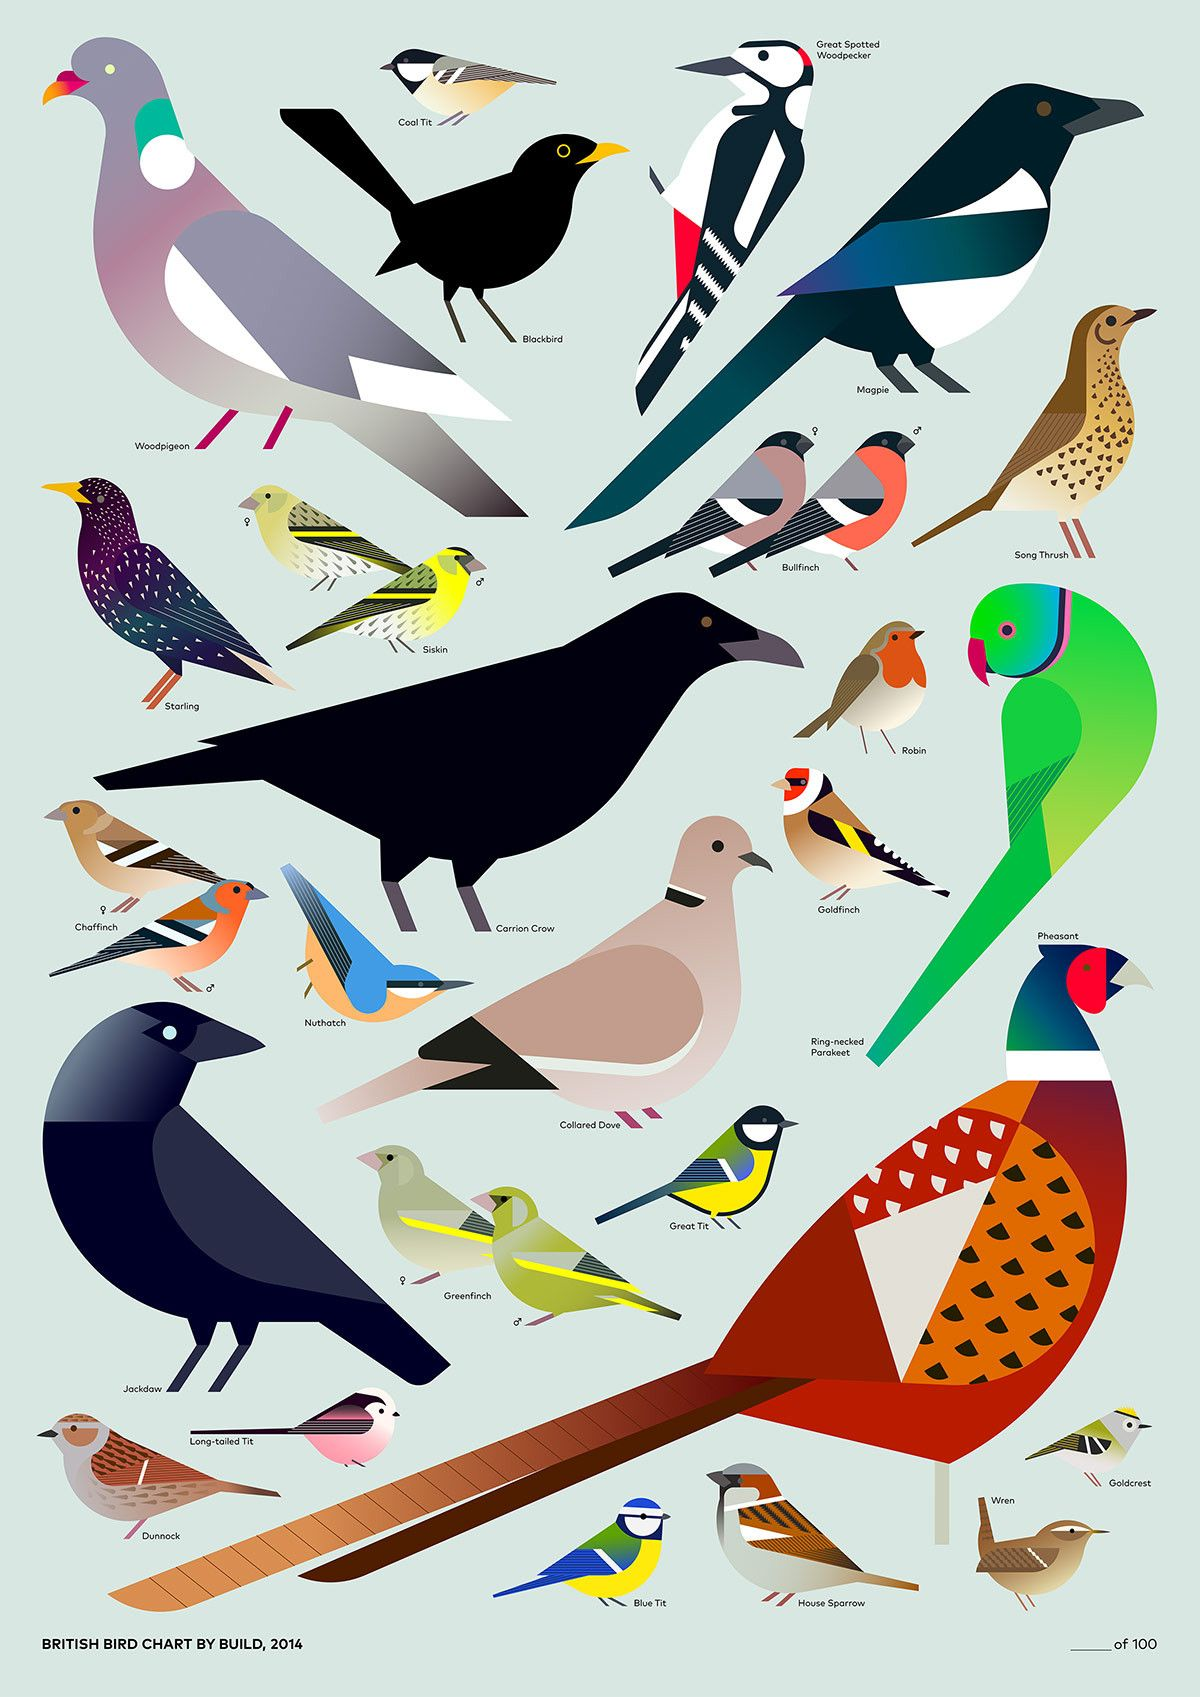 Great Spotted
Woodpecker
Coal Tit
Blackbird
Magpie
Woodpigeon
♀
♂
Song Thrush
Bullfinch
♀
♂
Siskin
Starling
Robin
Goldfinch
♀
Chaffinch
♂
Carrion Crow
Pheasant
Nuthatch
Ring-necked
Parakeet
Collared Dove
Great Tit
♀
Greenfinch
♂
Jackdaw
Long-tailed Tit
Goldcrest
Dunnock
Wren
Blue Tit
House Sparrow
BRITISH BIRD CHART BY BUILD, 2014
______ of 100